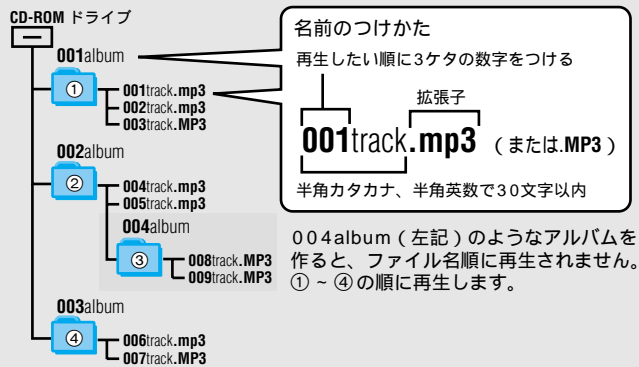 CD-ROM ドライブ
001album
①
001track.mp3
002track.mp3
003track.MP3
002album
②
004track.mp3
005track.mp3
004album
③
008track.MP3
009track.MP3
003album
④
006track.mp3
007track.MP3
名前のつけかた
再生したい順に3ケタの数字をつける
拡張子
001track.mp3 （または.MP3）
半角カタカナ、半角英数で30文字以内
004album（左記）のようなアルバムを
作ると、ファイル名順に再生されません。
① ~ ④の順に再生します。